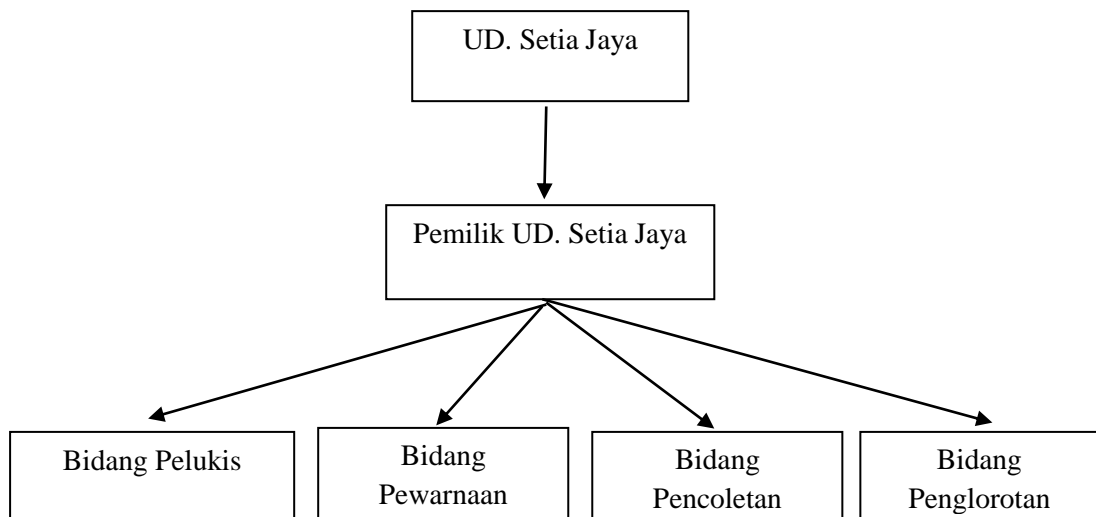 UD. Setia Jaya
Pemilik UD. Setia Jaya
Bidang Pelukis
Bidang
Pewarnaan
Bidang
Pencoletan
Bidang
Penglorotan